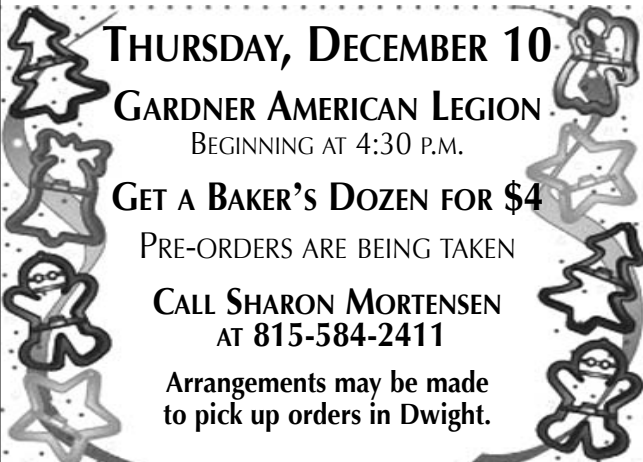 THURSDAY, DECEMBER 10
GARDNER AMERICAN LEGION
BEGINNING AT 4:30 P.M.
GET A BAKER'S DOZEN FOR $4
PRE-ORDERS ARE BEING TAKEN
CALL SHARON MORTENSEN
AT 815-584-2411
Arrangements may be made
to pick up orders in Dwight.